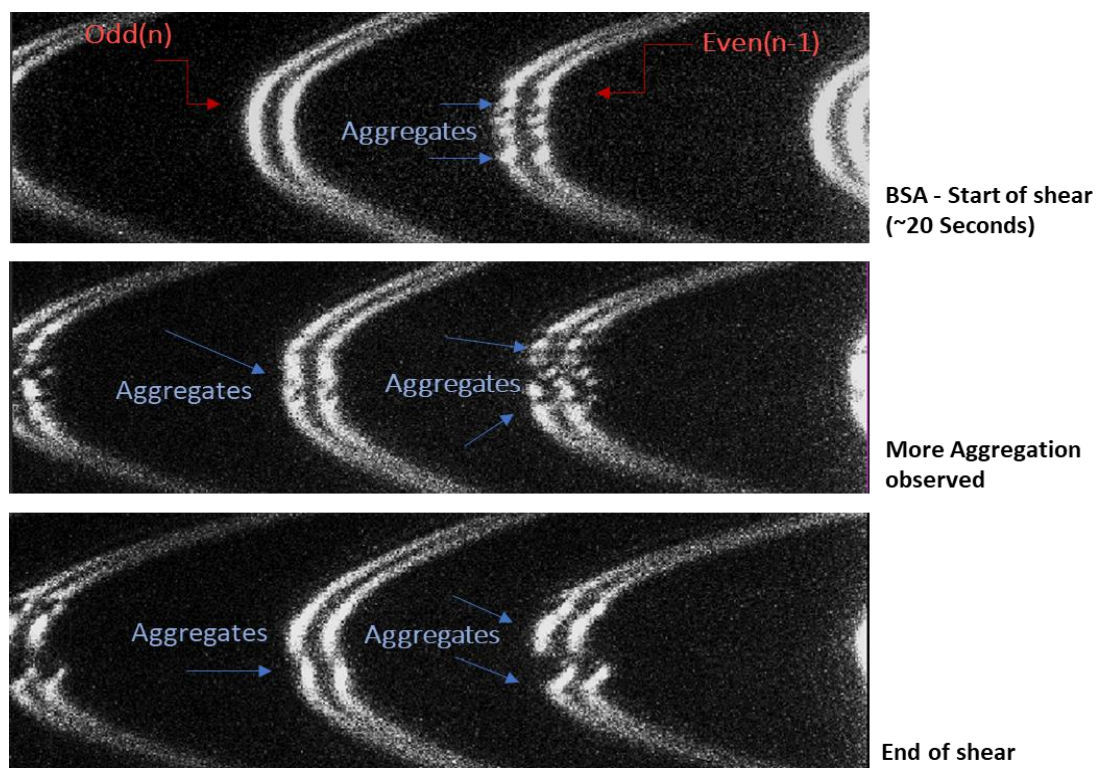 Odd(n)
Even(n-1)
Aggregates
BSA - Start of shear
(~20 Seconds)
Aggregates
Aggregates
More Aggregation
observed
Aggregates
Aggregates
End of shear